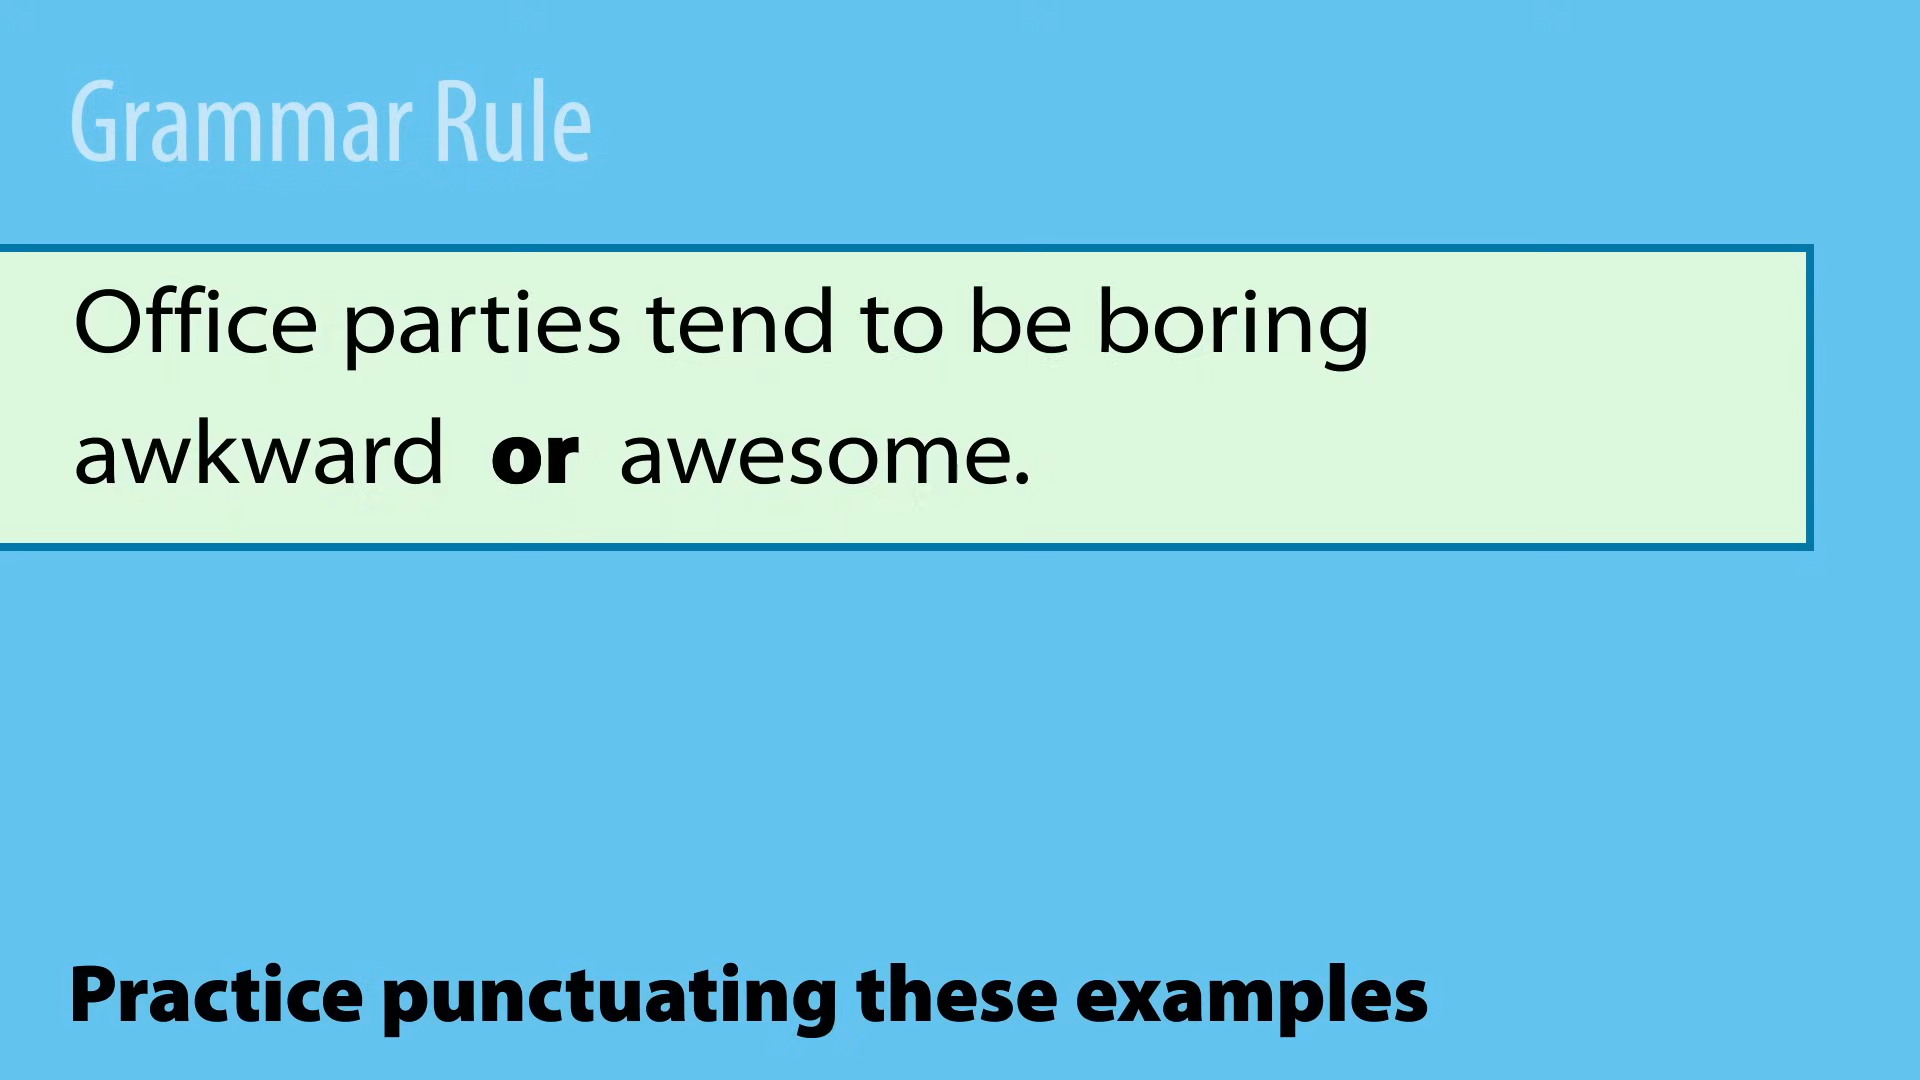 Grammar Rule
Office parties tend to be boring
awkward or awesome.
Practice punctuating these examples